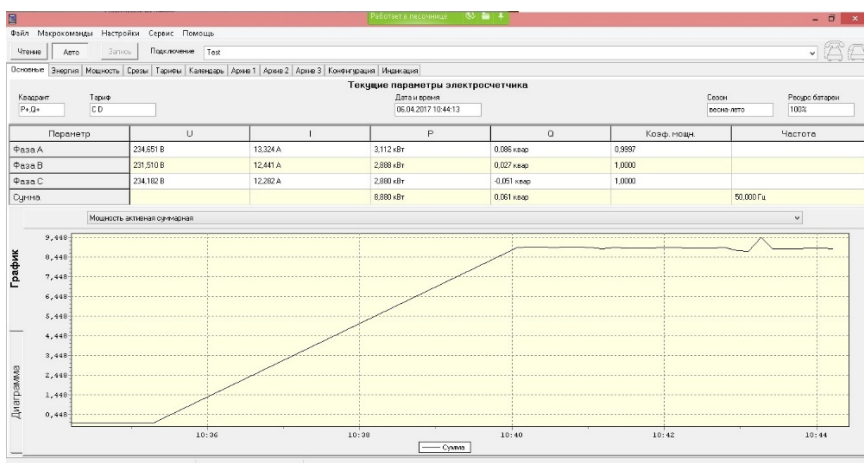 Работает в песочнице
Файл Макрокоманды Настройки Сервис Помощь
Чтение Авто Запись Подключение Test
Основные Энергия Мощность Срезы Тарифы Календарь Архив 1 Архив 2 Архив 3 Конфигурация Индикация
Текущие параметры электросчетчика
Квадрант Тариф Дата и время Сезон Ресурс батареи
P+,Q+ C D 06.04.2017 10:44:13 весна-лето 100%
Параметр U I P Q Коэф. мощн. Частота
Фаза A 234,651 В 13,324 А 3,112 кВт 0,086 квар 0,9997
Фаза B 231,510 В 12,441 А 2,888 кВт 0,027 квар 1,0000
Фаза C 234,182 В 12,282 А 2,880 кВт -0,051 квар 1,0000
Сумма 8,880 кВт 0,061 квар 50,000 Гц
Мощность активная суммарная
График
Диаграмма
9,448
8,448
7,448
6,448
5,448
4,448
3,448
2,448
1,448
0,448
10:36 10:38 10:40 10:42 10:44
Сумма